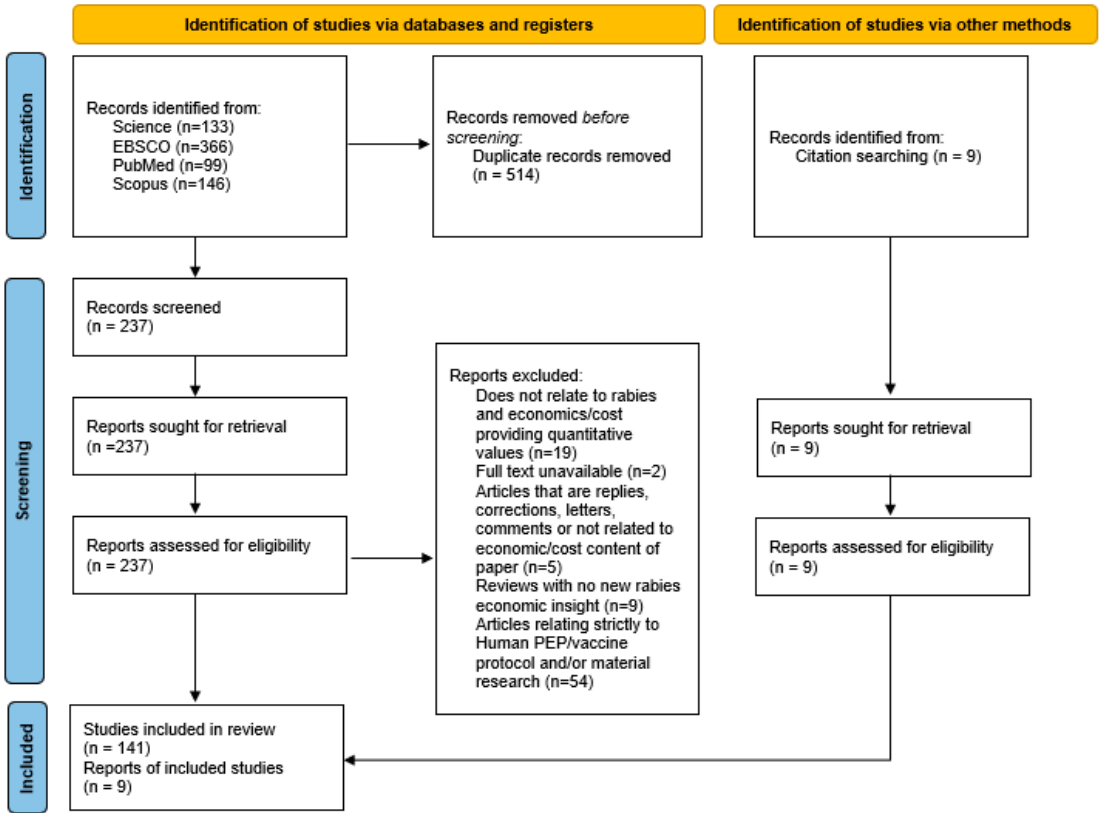 Identification of studies via databases and registers
Identification of studies via other methods
Identification
Records identified from:
Science (n=133)
EBSCO (n=366)
PubMed (n=99)
Scopus (n=146)
Records removed before
screening:
Duplicate records removed
(n = 514)
Records identified from:
Citation searching (n = 9)
Screening
Records screened
(n = 237)
Reports sought for retrieval
(n =237)
Reports assessed for eligibility
(n = 237)
Reports excluded:
Does not relate to rabies
and economics/cost
providing quantitative
values (n=19)
Full text unavailable (n=2)
Articles that are replies,
corrections, letters,
comments or not related to
economic/cost content of
paper (n=5)
Reviews with no new rabies
economic insight (n=9)
Articles relating strictly to
Human PEP/vaccine
protocol and/or material
research (n=54)
Reports sought for retrieval
(n = 9)
Reports assessed for eligibility
(n = 9)
Included
Studies included in review
(n = 141)
Reports of included studies
(n = 9)